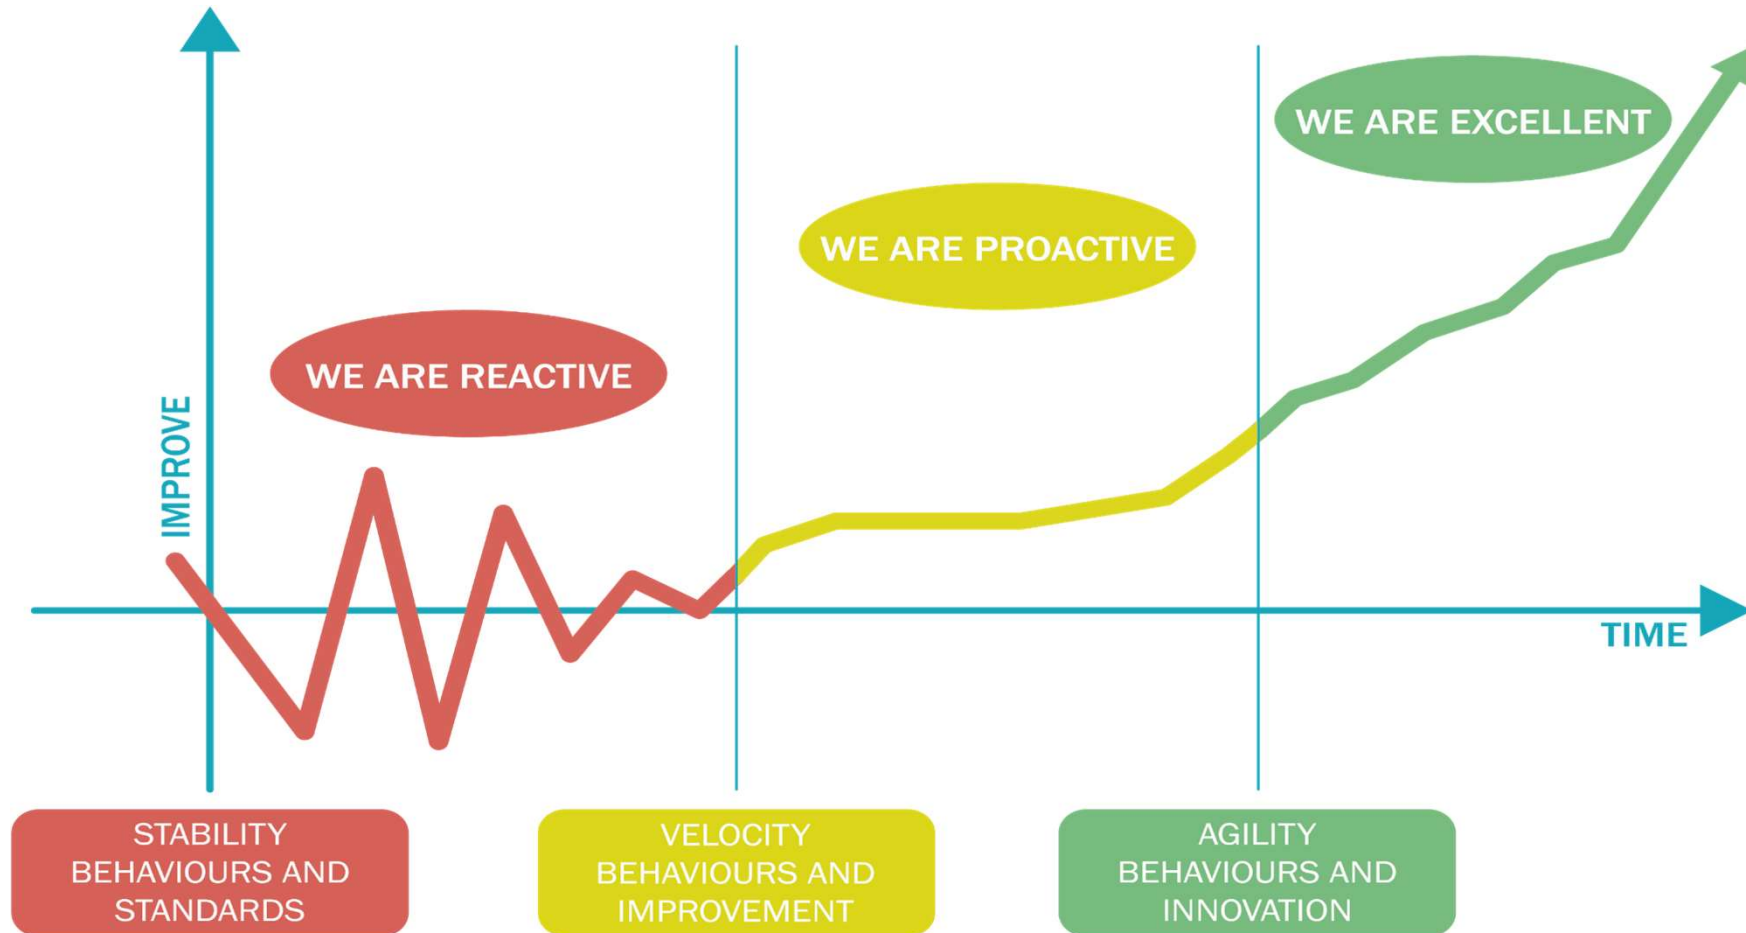 WE ARE EXCELLENT
WE ARE PROACTIVE
WE ARE REACTIVE
IMPROVE
TIME
STABILITY
BEHAVIOURS AND
STANDARDS
VELOCITY
BEHAVIOURS AND
IMPROVEMENT
AGILITY
BEHAVIOURS AND
INNOVATION